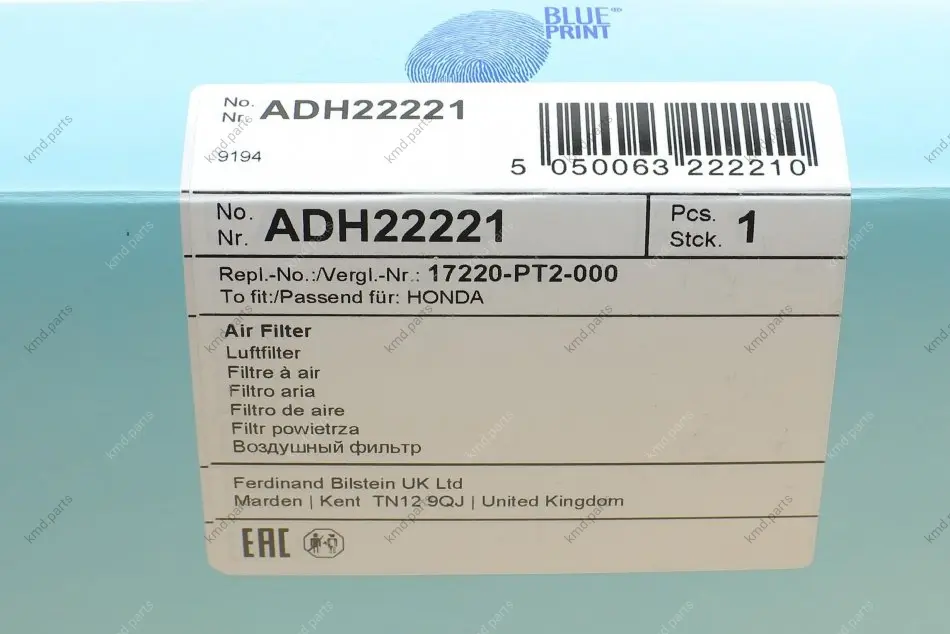 BLUE
PRINT
No. ADH22221
Nr.
9194
5 050063 222210
No. ADH22221
Nr.
Pcs. 1
Stck.
Repl.-No.:/Vergl.-Nr.: 17220-PT2-000
To fit:/Passend für: HONDA
Air Filter
Luftfilter
Filtre à air
Filtro aria
Filtro de aire
Filtr powietrza
Воздушный фильтр
Ferdinand Bilstein UK Ltd
Marden | Kent TN12 9QJ | United Kingdom
EAC
kmd.parts